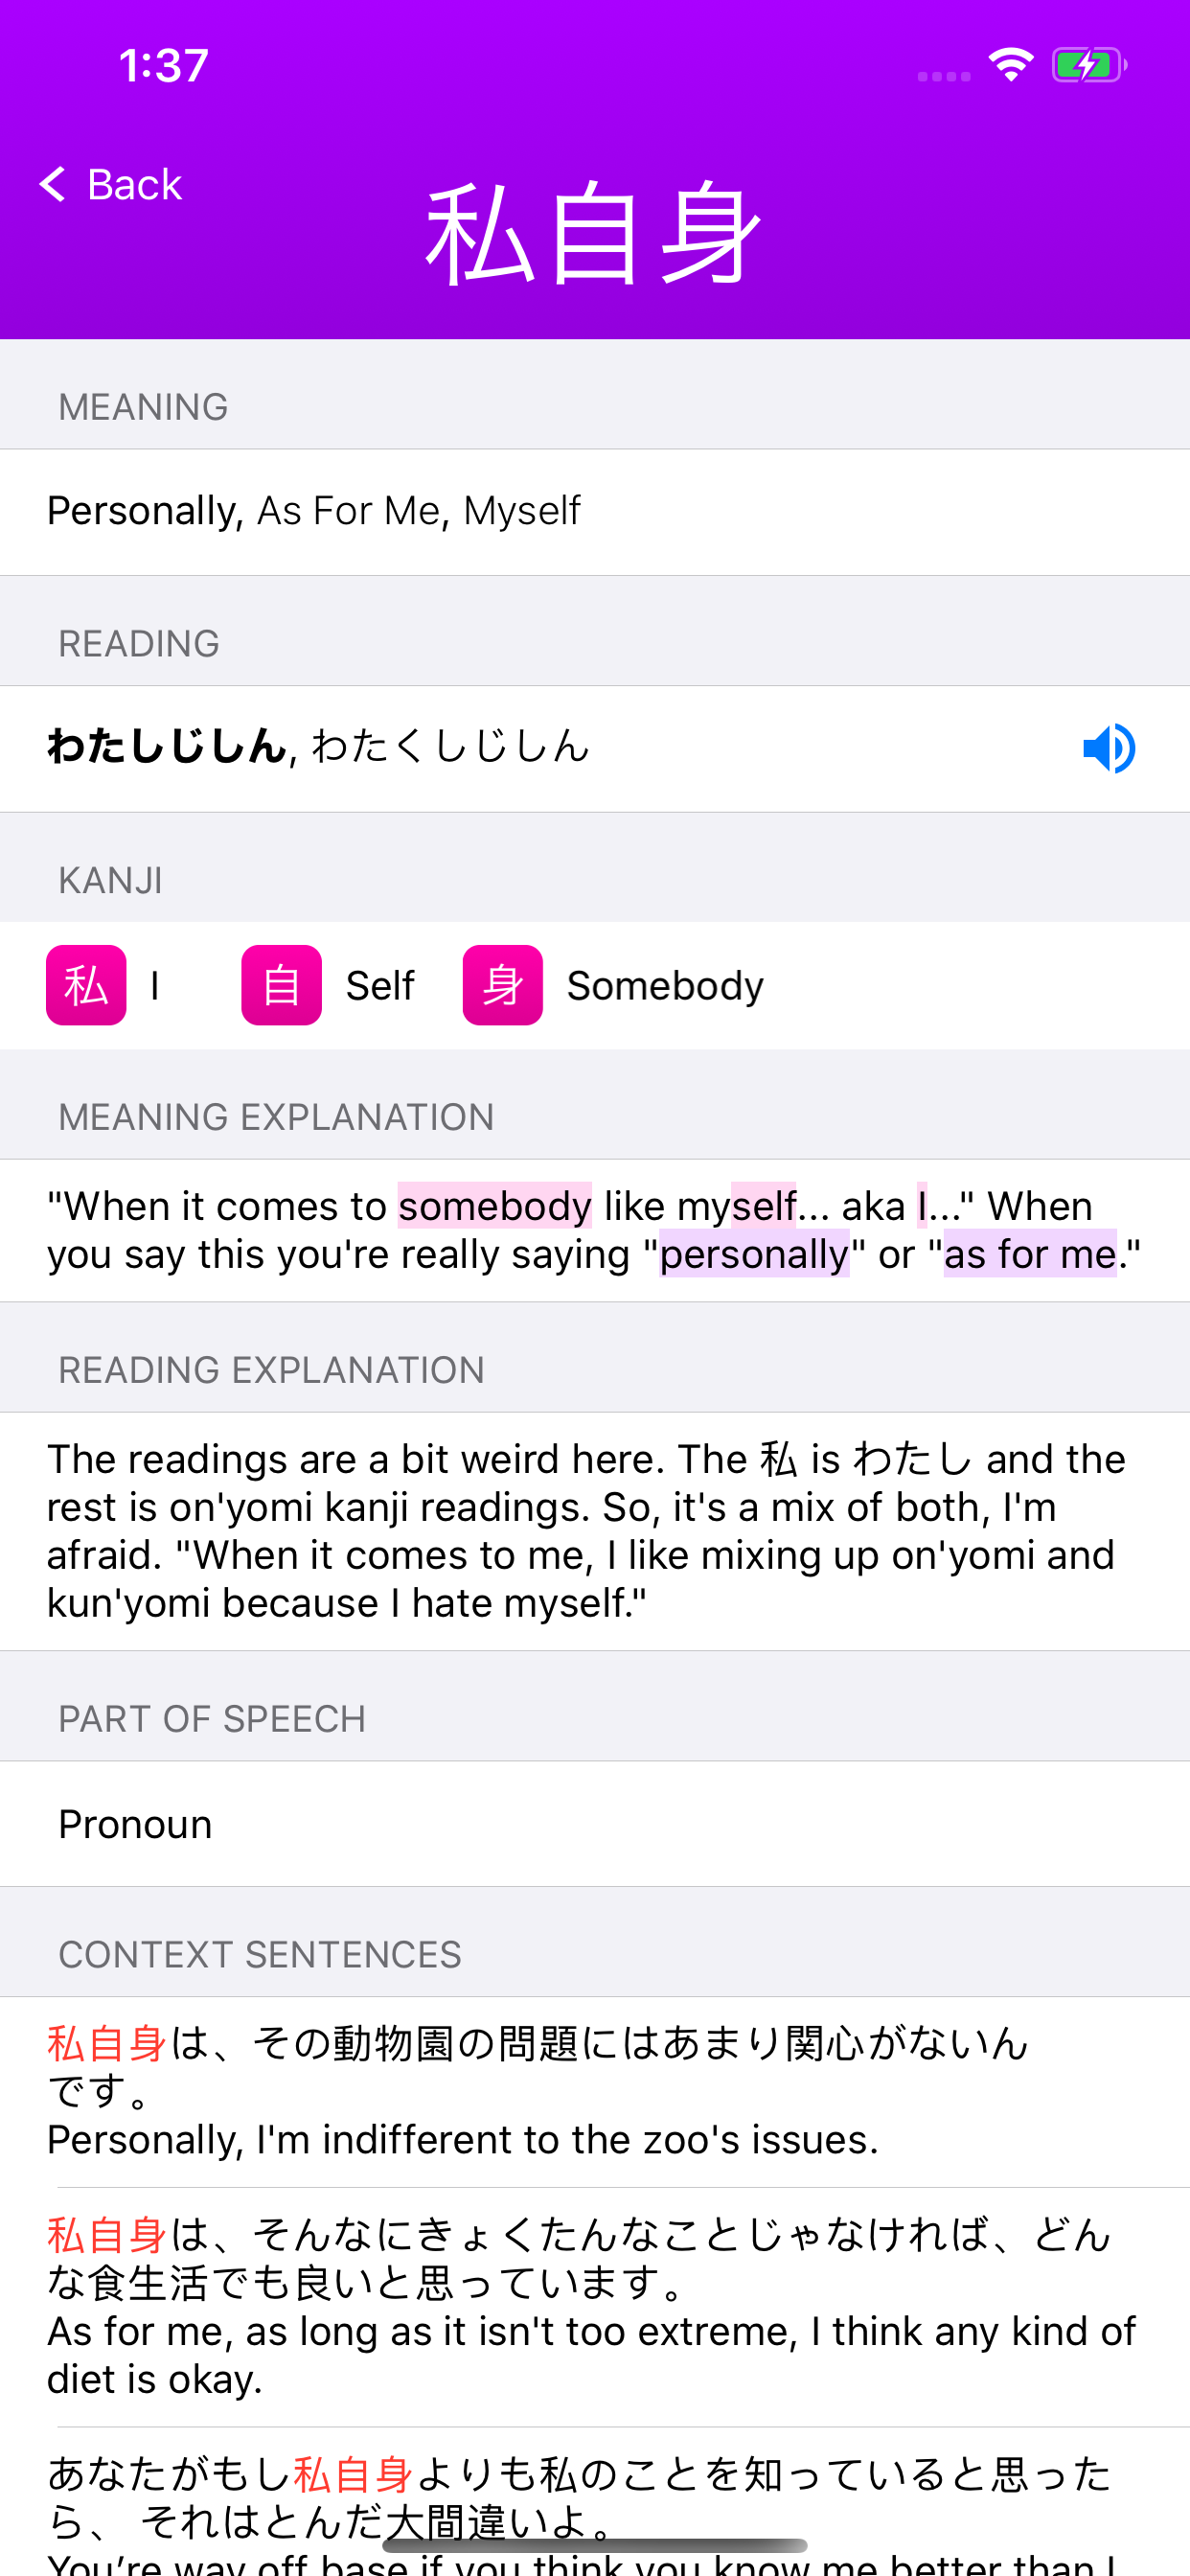 1:37
Back
私自身
MEANING
Personally, As For Me, Myself
READING
わたしじしん, わたくしじしん
KANJI
私 I 自 Self 身 Somebody
MEANING EXPLANATION
"When it comes to somebody like myself... aka I..." When
you say this you're really saying "personally" or "as for me."
READING EXPLANATION
The readings are a bit weird here. The 私 is わたし and the
rest is on'yomi kanji readings. So, it's a mix of both, I'm
afraid. "When it comes to me, I like mixing up on'yomi and
kun'yomi because I hate myself."
PART OF SPEECH
Pronoun
CONTEXT SENTENCES
私自身は、その動物園の問題にはあまり関心がないん
です。
Personally, I'm indifferent to the zoo's issues.
私自身は、そんなにきょくたんなことじゃなければ、どん
な食生活でも良いと思っています。
As for me, as long as it isn't too extreme, I think any kind of
diet is okay.
あなたがもし私自身よりも私のことを知っていると思った
ら、 それはとんだ大間違いよ。
You’re way off base if you think you know me better than I